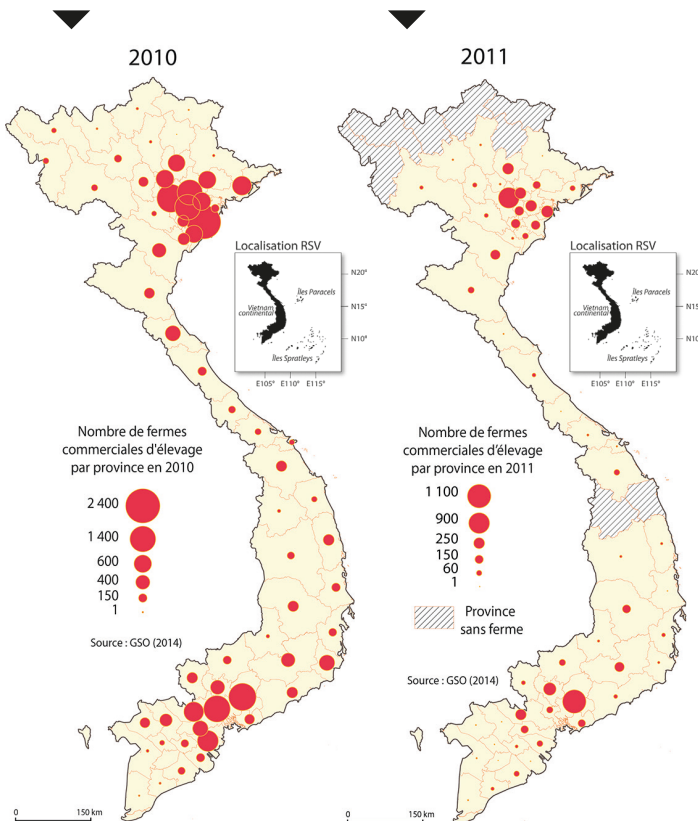 2010
Localisation RSV
N20°
Îles Paracels
Vietnam
continental
N15°
N10°
Îles Spratleys
E105° E110° E115°
Nombre de fermes
commerciales d'élevage
par province en 2010
2 400
1 400
600
400
150
1
Source : GSO (2014)
0 150 km
2011
Localisation RSV
N20°
Îles Paracels
Vietnam
continental
N15°
N10
Îles Spratleys
E105° E110° E115°
Nombre de fermes
commerciales d'élevage
par province en 2011
1 100
900
250
150
60
1
Province
sans ferme
Source : GSO (2014)
0 150 km